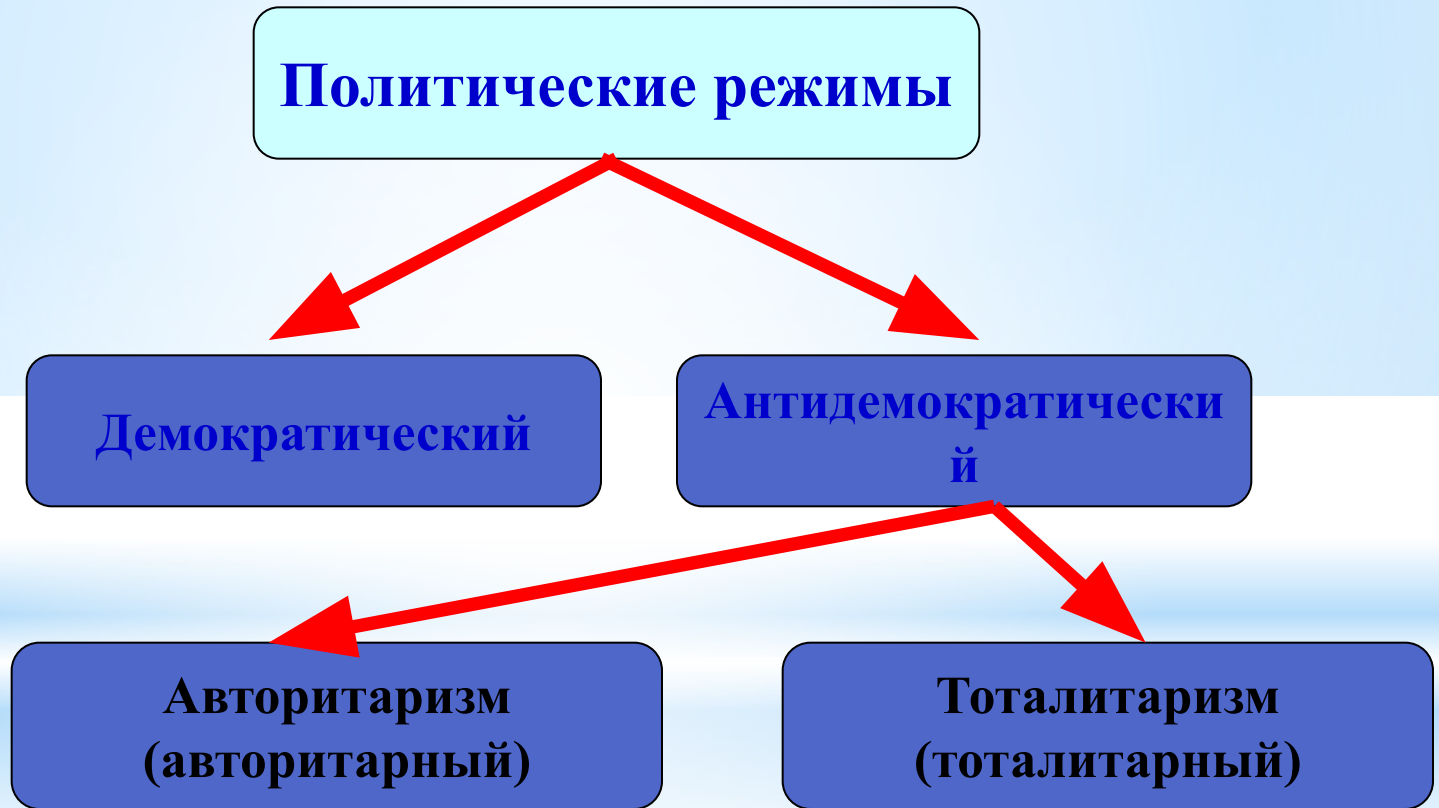 Политические режимы
Демократический
Антидемократически
й
Авторитаризм
(авторитарный)
Тоталитаризм
(тоталитарный)